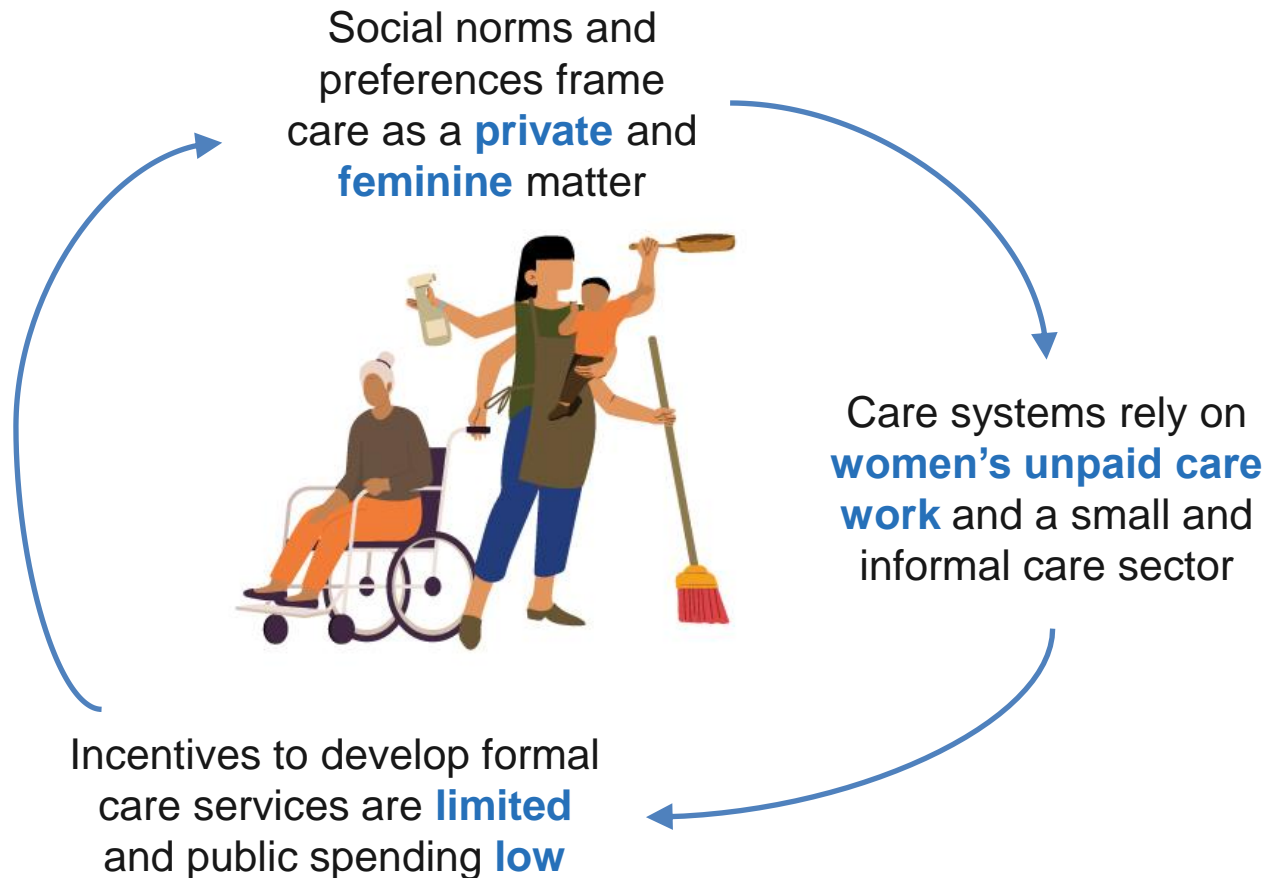 Social norms and
preferences frame
care as a private and
feminine matter
Care systems rely on
women’s unpaid care
work and a small and
informal care sector
Incentives to develop formal
care services are limited
and public spending low